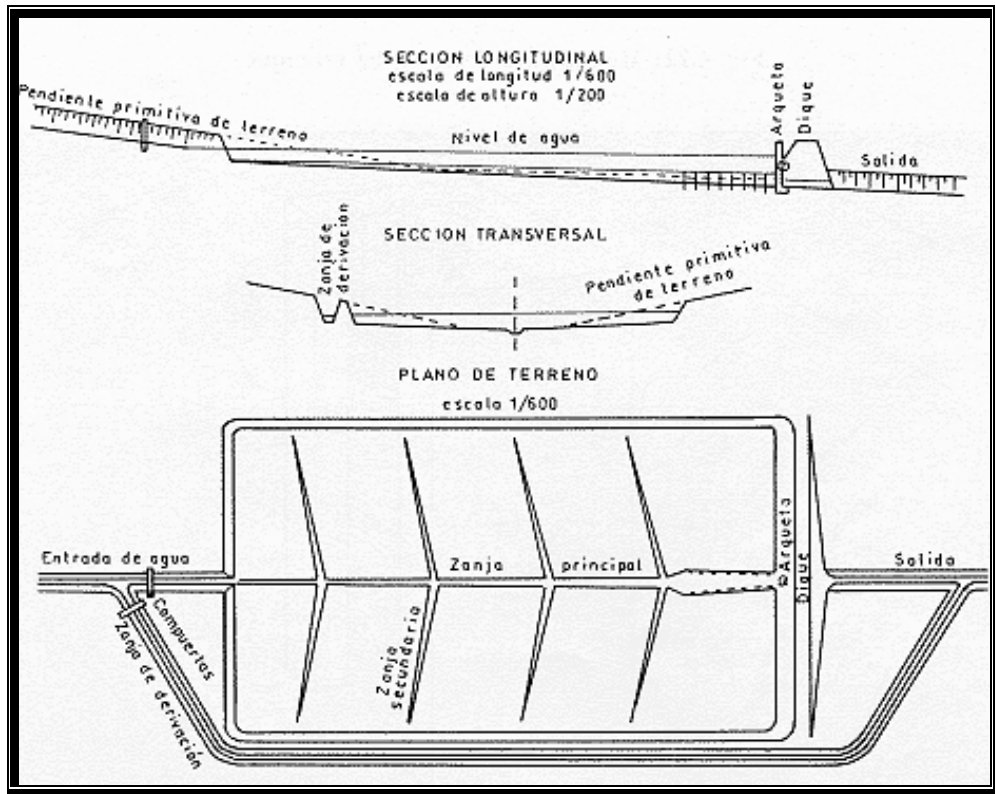 SECCION LONGITUDINAL
escala de longitud 1/600
escala de altura 1/200
Pendiente primitiva de terreno
Nivel de agua
Arqueta
Dique
Salida
SECCION TRANSVERSAL
Zanja de
derivación
Pendiente primitiva
de terreno
PLANO DE TERRENO
escala 1/600
Entrada de agua
Zanja principal
Arqueta
Dique
Salida
Compuertas
Zanja de derivación
Zanja
secundaria